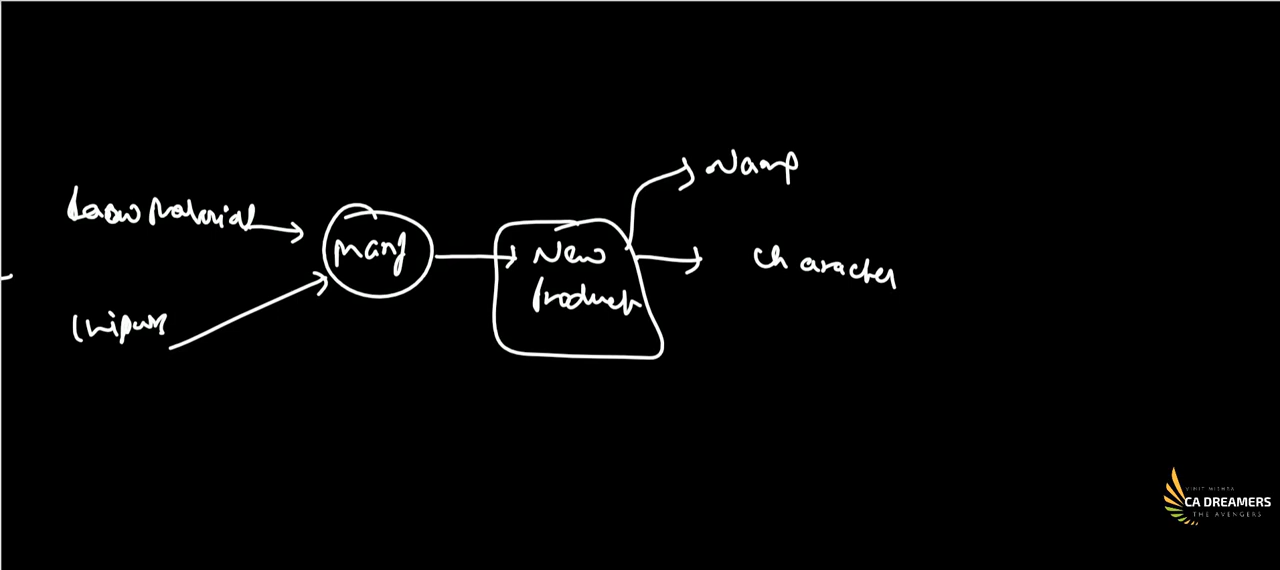 Raw Material
Inputs
Manf
New
Product
Name
Character
VINIT MISHRA
CA DREAMERS
THE AVENGERS